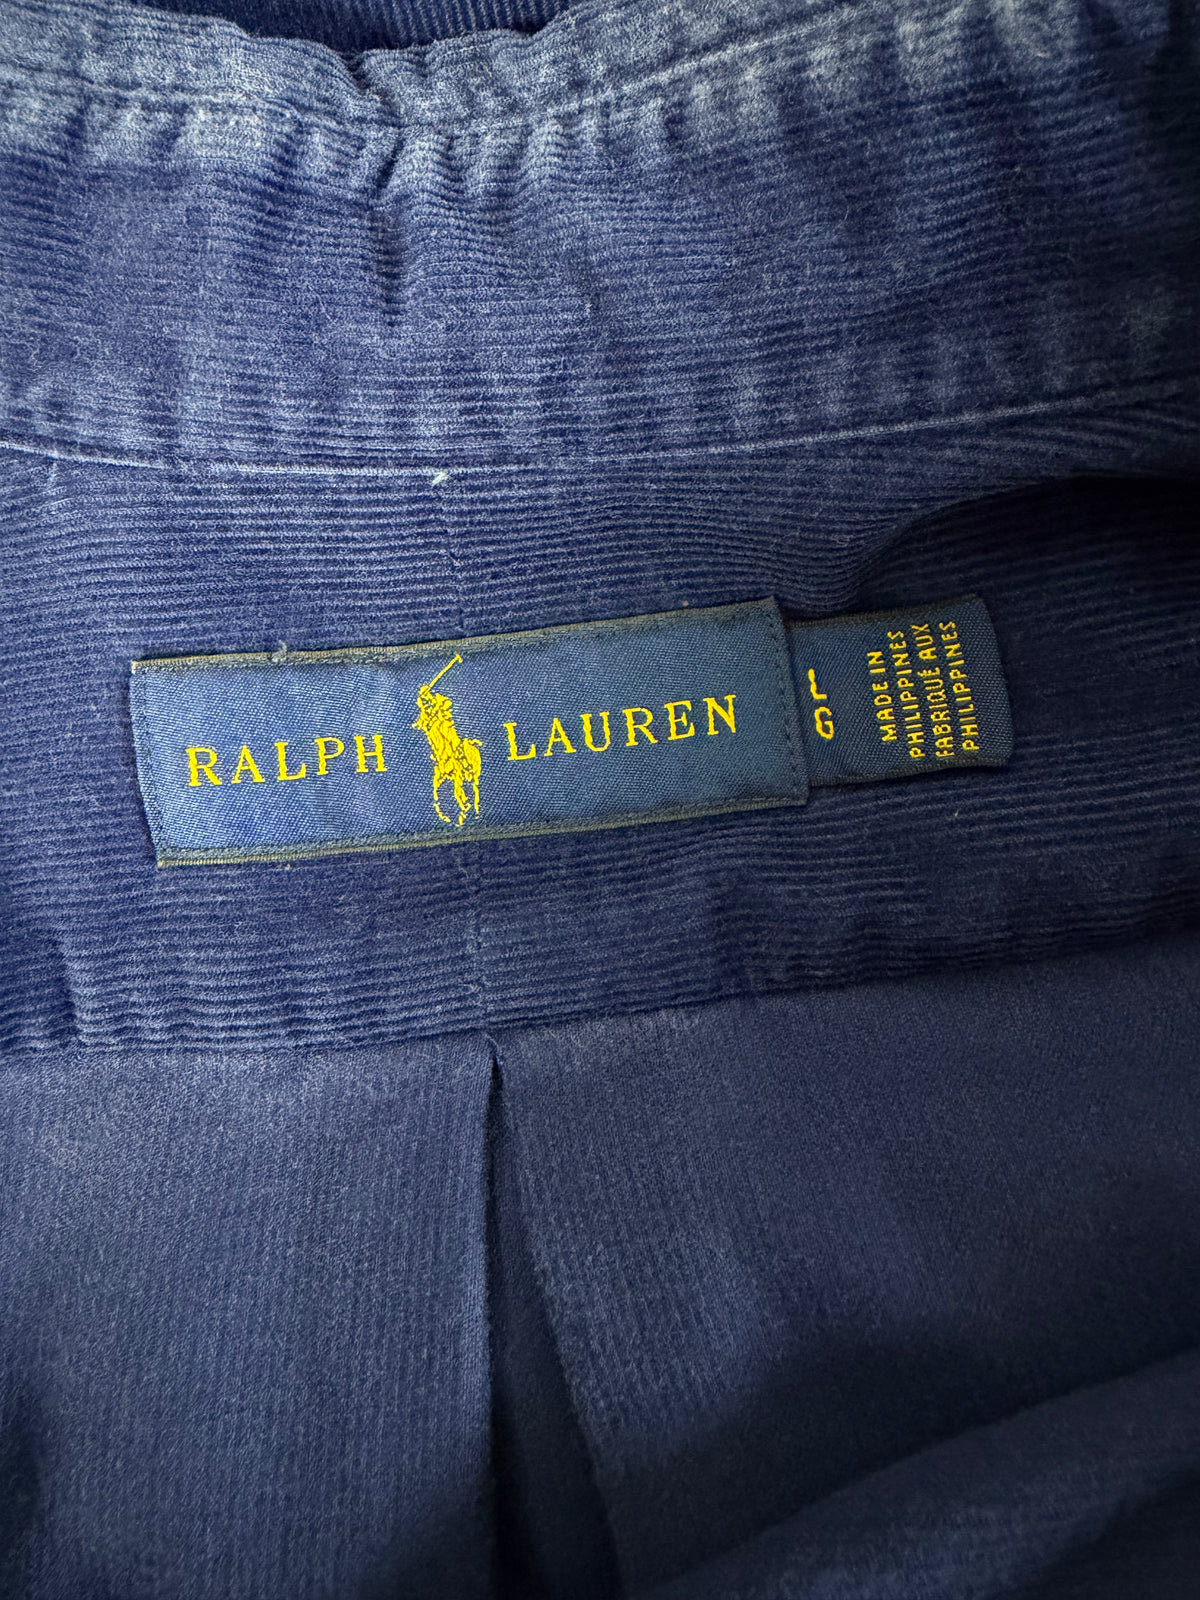 RALPH LAUREN
L
G
MADE IN
PHILIPPINES
FABRIQUÉ AUX
PHILIPPINES